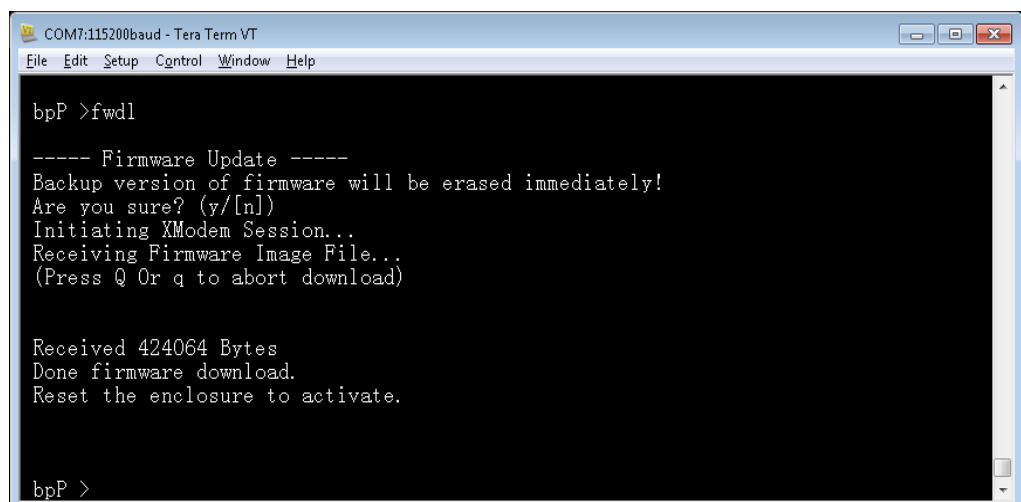 COM7:115200baud - Tera Term VT
File Edit Setup Control Window Help
bpP >fwdl
----- Firmware Update -----
Backup version of firmware will be erased immediately!
Are you sure? (y/[n])
Initiating XModem Session...
Receiving Firmware Image File...
(Press Q Or q to abort download)
Received 424064 Bytes
Done firmware download.
Reset the enclosure to activate.
bpP >